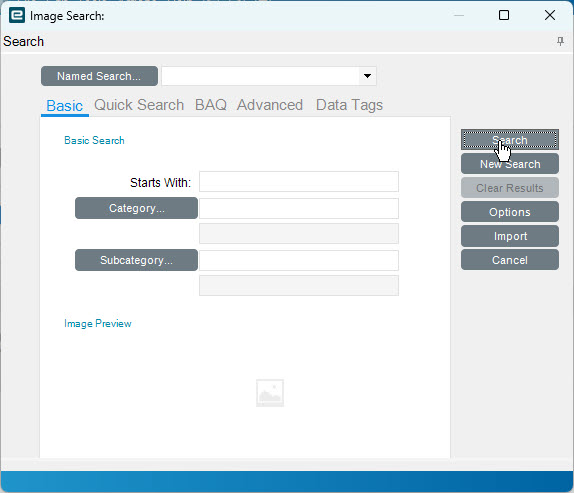 Image Search:
Search
Named Search...
Basic Quick Search BAQ Advanced Data Tags
Basic Search
Search
Starts With:
New Search
Category...
Clear Results
Options
Import
Subcategory...
Cancel
Image Preview